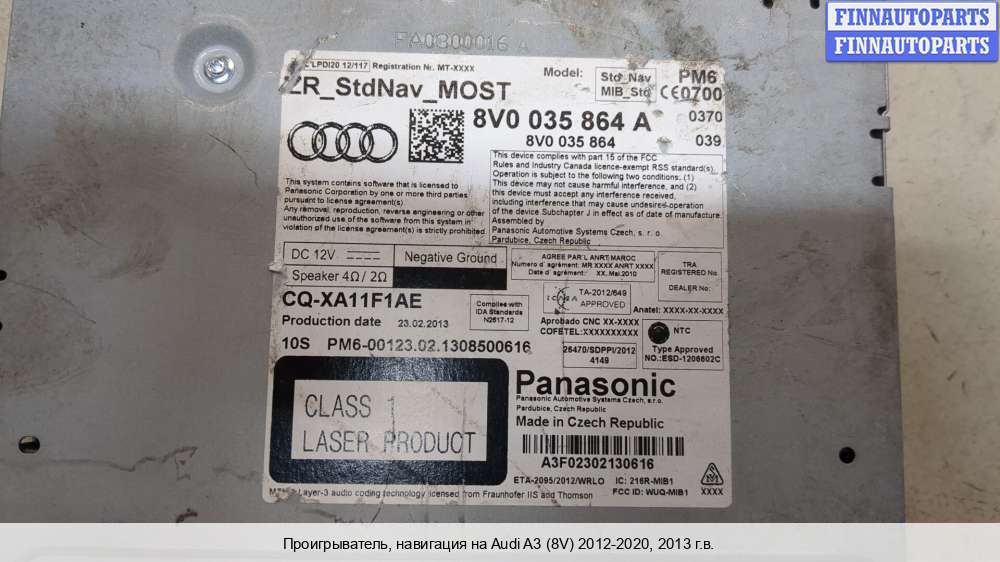 FINNAUTOPARTS
FINNAUTOPARTS
FA0300016 A
LPDI20 12/117 Registration Nr. MT-XXXX
ZR_StdNav_MOST
Model: Std_Nav
MIB_Std
PM6
CE0700
8V0 035 864 A 0370
8V0 035 864 039
This device complies with part 15 of the FCC
Rules and Industry Canada licence-exempt RSS standard(s).
Operation is subject to the following two conditions: (1)
This device may not cause harmful interference, and (2)
this device must accept any interference received,
including interference that may cause undesired operation
of the device Subchapter J in effect as of date of manufacture.
Assembled by
Panasonic Automotive Systems Czech, s. r. o.
Pardubice, Czech Republic
This system contains software that is licensed to
Panasonic Corporation by one or more third parties
pursuant to license agreement(s).
Any removal, reproduction, reverse engineering or other
unauthorized use of the software from this system in
violation of the license agreement(s) is strictly prohibited.
DC 12V
Negative Ground
Speaker 4Ω / 2Ω
AGREE PAR L ANRT MAROC
Numero d´agrément: MR XXXX ANRT XXXX
Date d´agrément: XX.Mai.2010
TRA
REGISTERED No:
DEALER No:
TA-2012/649
APPROVED
Anatel: XXXX-XX-XXXX
CQ-XA11F1AE
Production date 23.02.2013
Complies with
IDA Standards
N2617-12
Aprobado CNC XX-XXXX
COFETEL:XXXXXXXXXX
NTC
10S PM6-00123.02.1308500616
26470/SDPPI/2012
4149
Type Approved
NO.:ESD-1206602C
CLASS 1
LASER PRODUCT
Panasonic
Panasonic Automotive Systems Czech, s.r.o.
Pardubice, Czech Republic
Made in Czech Republic
A3F02302130616
ETA-2095/2012/WRLO IC: 216R-MIB1
FCC ID: WUQ-MIB1 XXXX
Layer-3 audio coding technology licensed from Fraunhofer IIS and Thomson
Проигрыватель, навигация на Audi A3 (8V) 2012-2020, 2013 г.в.